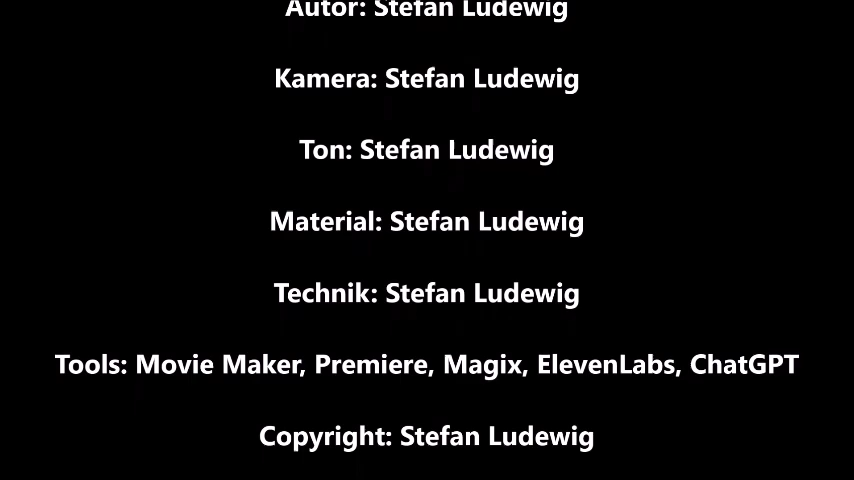 Autor: Stefan Ludewig
Kamera: Stefan Ludewig
Ton: Stefan Ludewig
Material: Stefan Ludewig
Technik: Stefan Ludewig
Tools: Movie Maker, Premiere, Magix, ElevenLabs, ChatGPT
Copyright: Stefan Ludewig